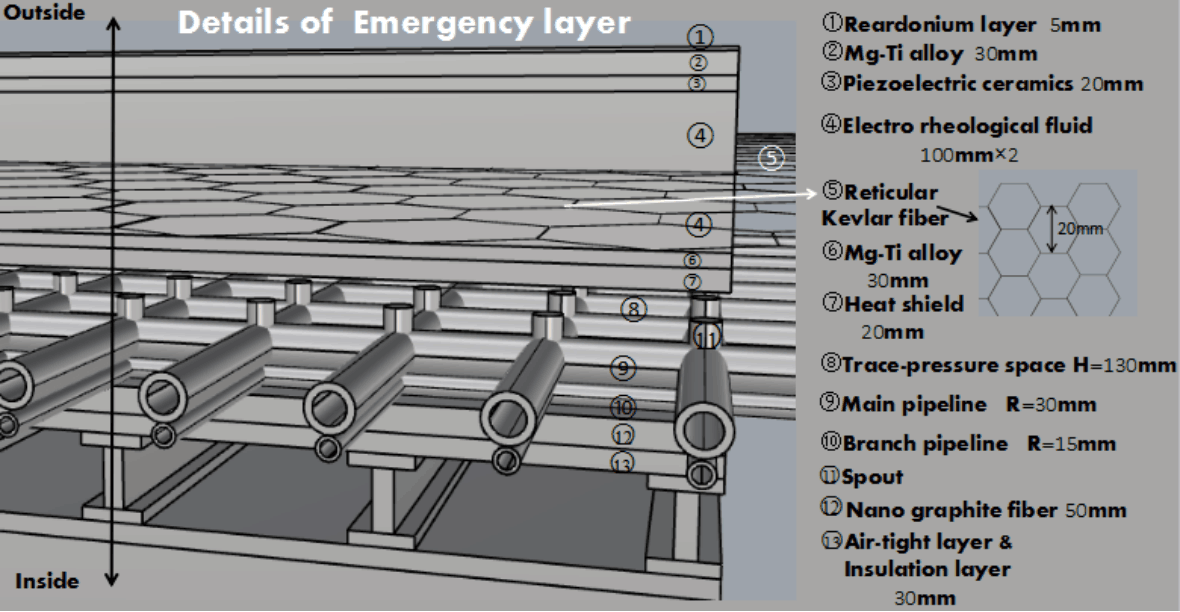 Outside
Details of Emergency layer
①
②
③
④
⑤
④
⑥
⑦
⑧
⑪
⑨
⑩
⑫
⑬
Inside
①Reardonium layer 5mm
②Mg-Ti alloy 30mm
③Piezoelectric ceramics 20mm
④Electro rheological fluid
100mm×2
⑤Reticular
Kevlar fiber
20mm
⑥Mg-Ti alloy
30mm
⑦Heat shield
20mm
⑧Trace-pressure space H=130mm
⑨Main pipeline R=30mm
⑩Branch pipeline R=15mm
⑪Spout
⑫Nano graphite fiber 50mm
⑬Air-tight layer &
Insulation layer
30mm